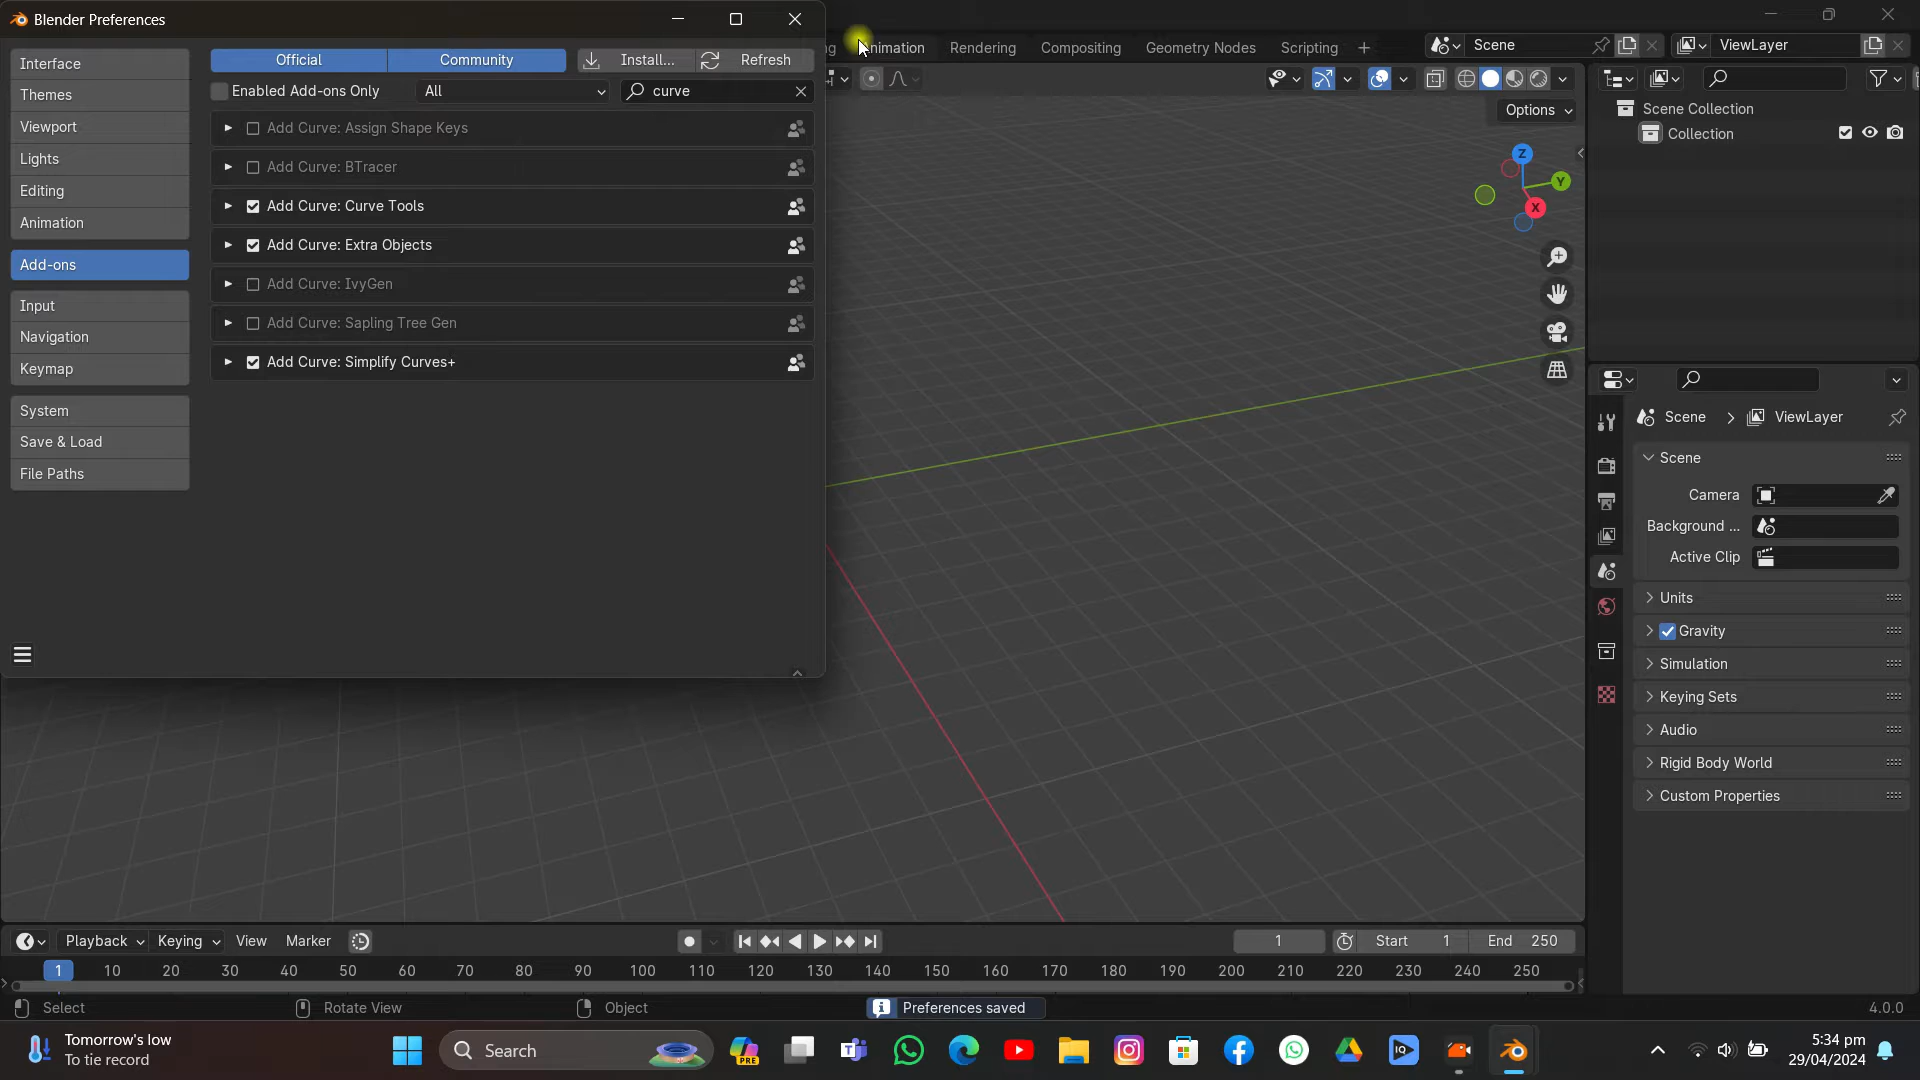 Blender Preferences
Animation
Rendering
Compositing
Geometry Nodes
Scripting
Scene
ViewLayer
Interface
Themes
Viewport
Lights
Editing
Animation
Add-ons
Input
Navigation
Keymap
System
Save & Load
File Paths
Official
Community
Install...
Refresh
Enabled Add-ons Only
All
curve
Add Curve: Assign Shape Keys
Add Curve: BTracer
Add Curve: Curve Tools
Add Curve: Extra Objects
Add Curve: IvyGen
Add Curve: Sapling Tree Gen
Add Curve: Simplify Curves+
Options
Z
Y
X
Scene Collection
Collection
Scene
ViewLayer
Scene
Camera
Background ...
Active Clip
Units
Gravity
Simulation
Keying Sets
Audio
Rigid Body World
Custom Properties
Playback
Keying
View
Marker
1
Start 1
End 250
1 10 20 30 40 50 60 70 80 90 100 110 120 130 140 150 160 170 180 190 200 210 220 230 240 250
Select
Rotate View
Object
Preferences saved
4.0.0
Tomorrow's low
To tie record
Search
PRE
IQ
5:34 pm
29/04/2024